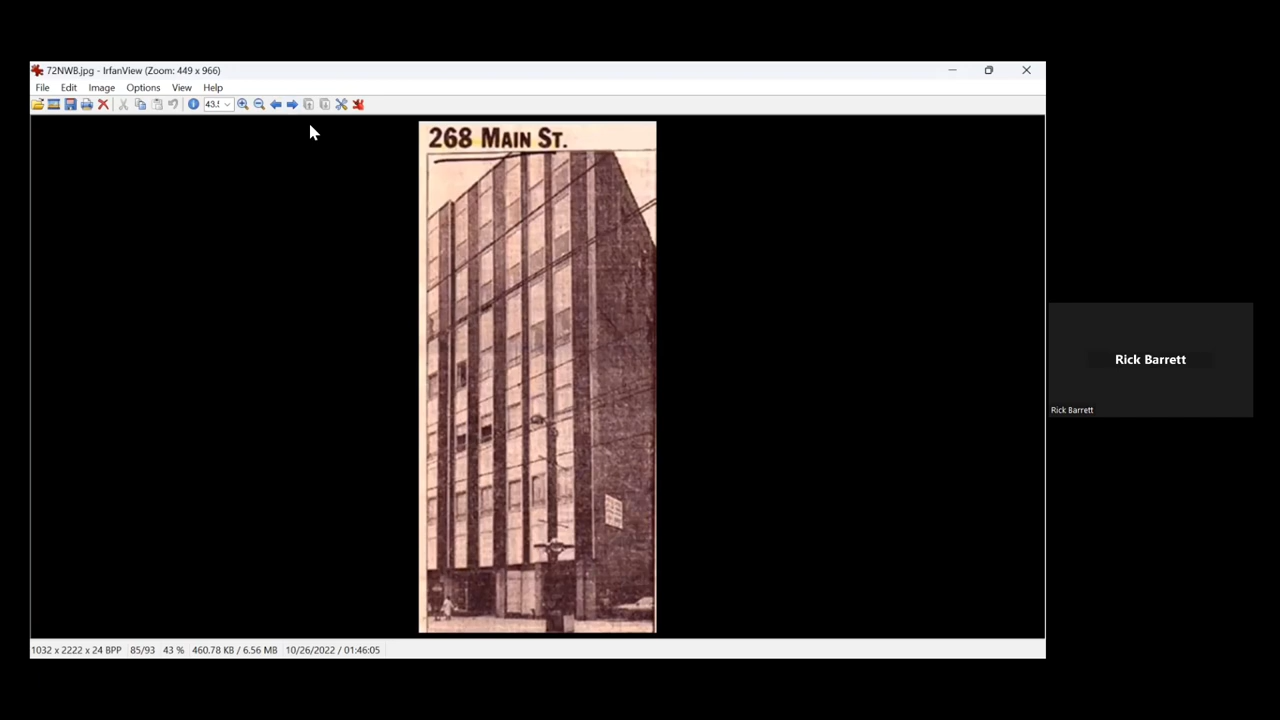 72NWB.jpg - IrfanView (Zoom: 449 x 966)
File Edit Image Options View Help
43.5
268 MAIN ST.
Rick Barrett
Rick Barrett
1032 x 2222 x 24 BPP 85/93 43 % 460.78 KB / 6.56 MB 10/26/2022 / 01:46:05